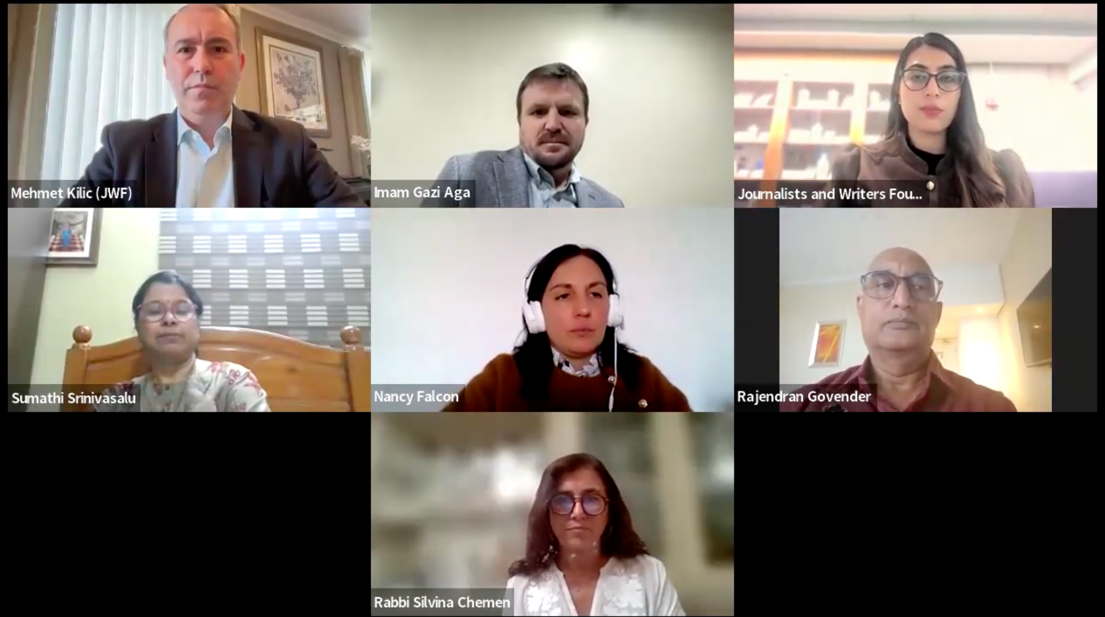 Mehmet Kilic (JWF)
Imam Gazi Aga
Journalists and Writers Fou...
Sumathi Srinivasalu
Nancy Falcon
Rajendran Govender
Rabbi Silvina Chemen